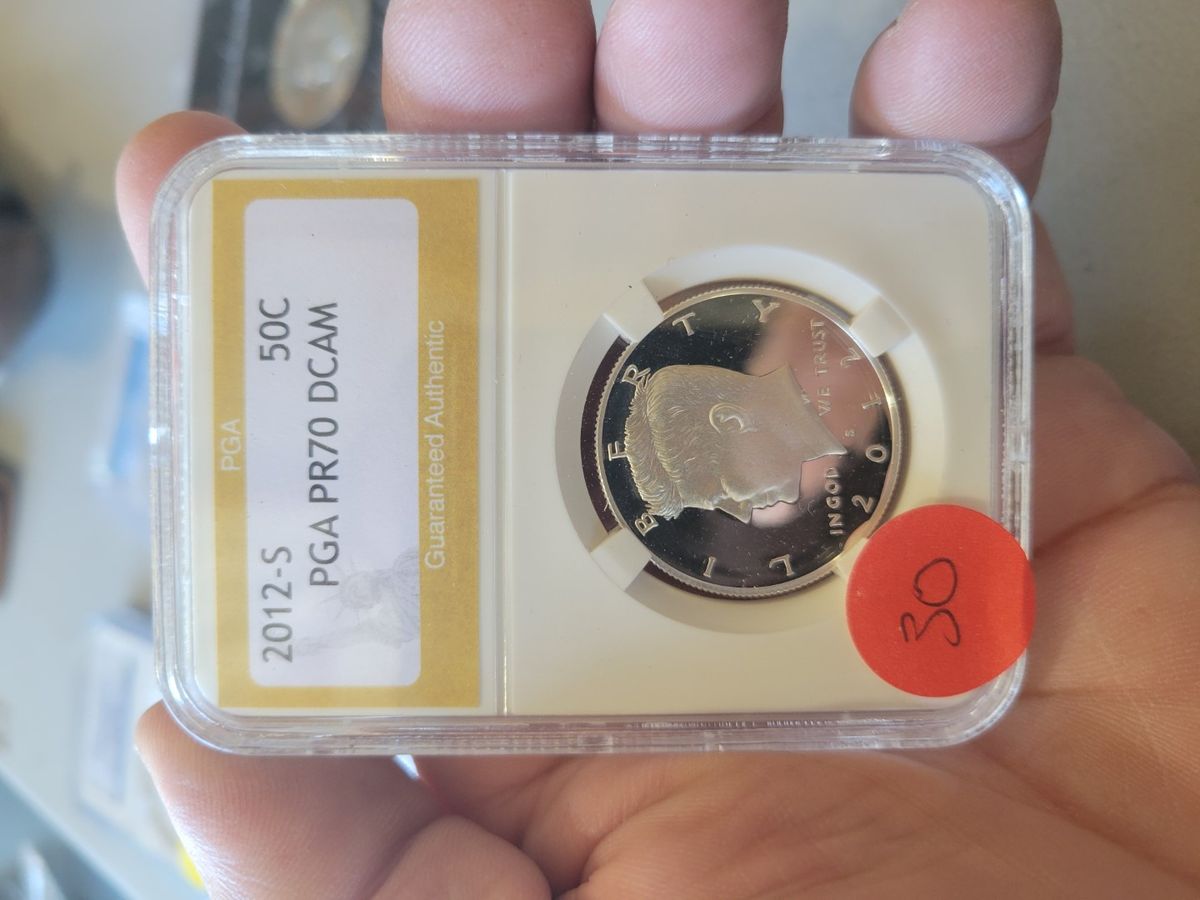 PGA
2012-S 50C
PGA PR70 DCAM
Guaranteed Authentic
LIBERTY
IN GOD WE TRUST
S
2012
30